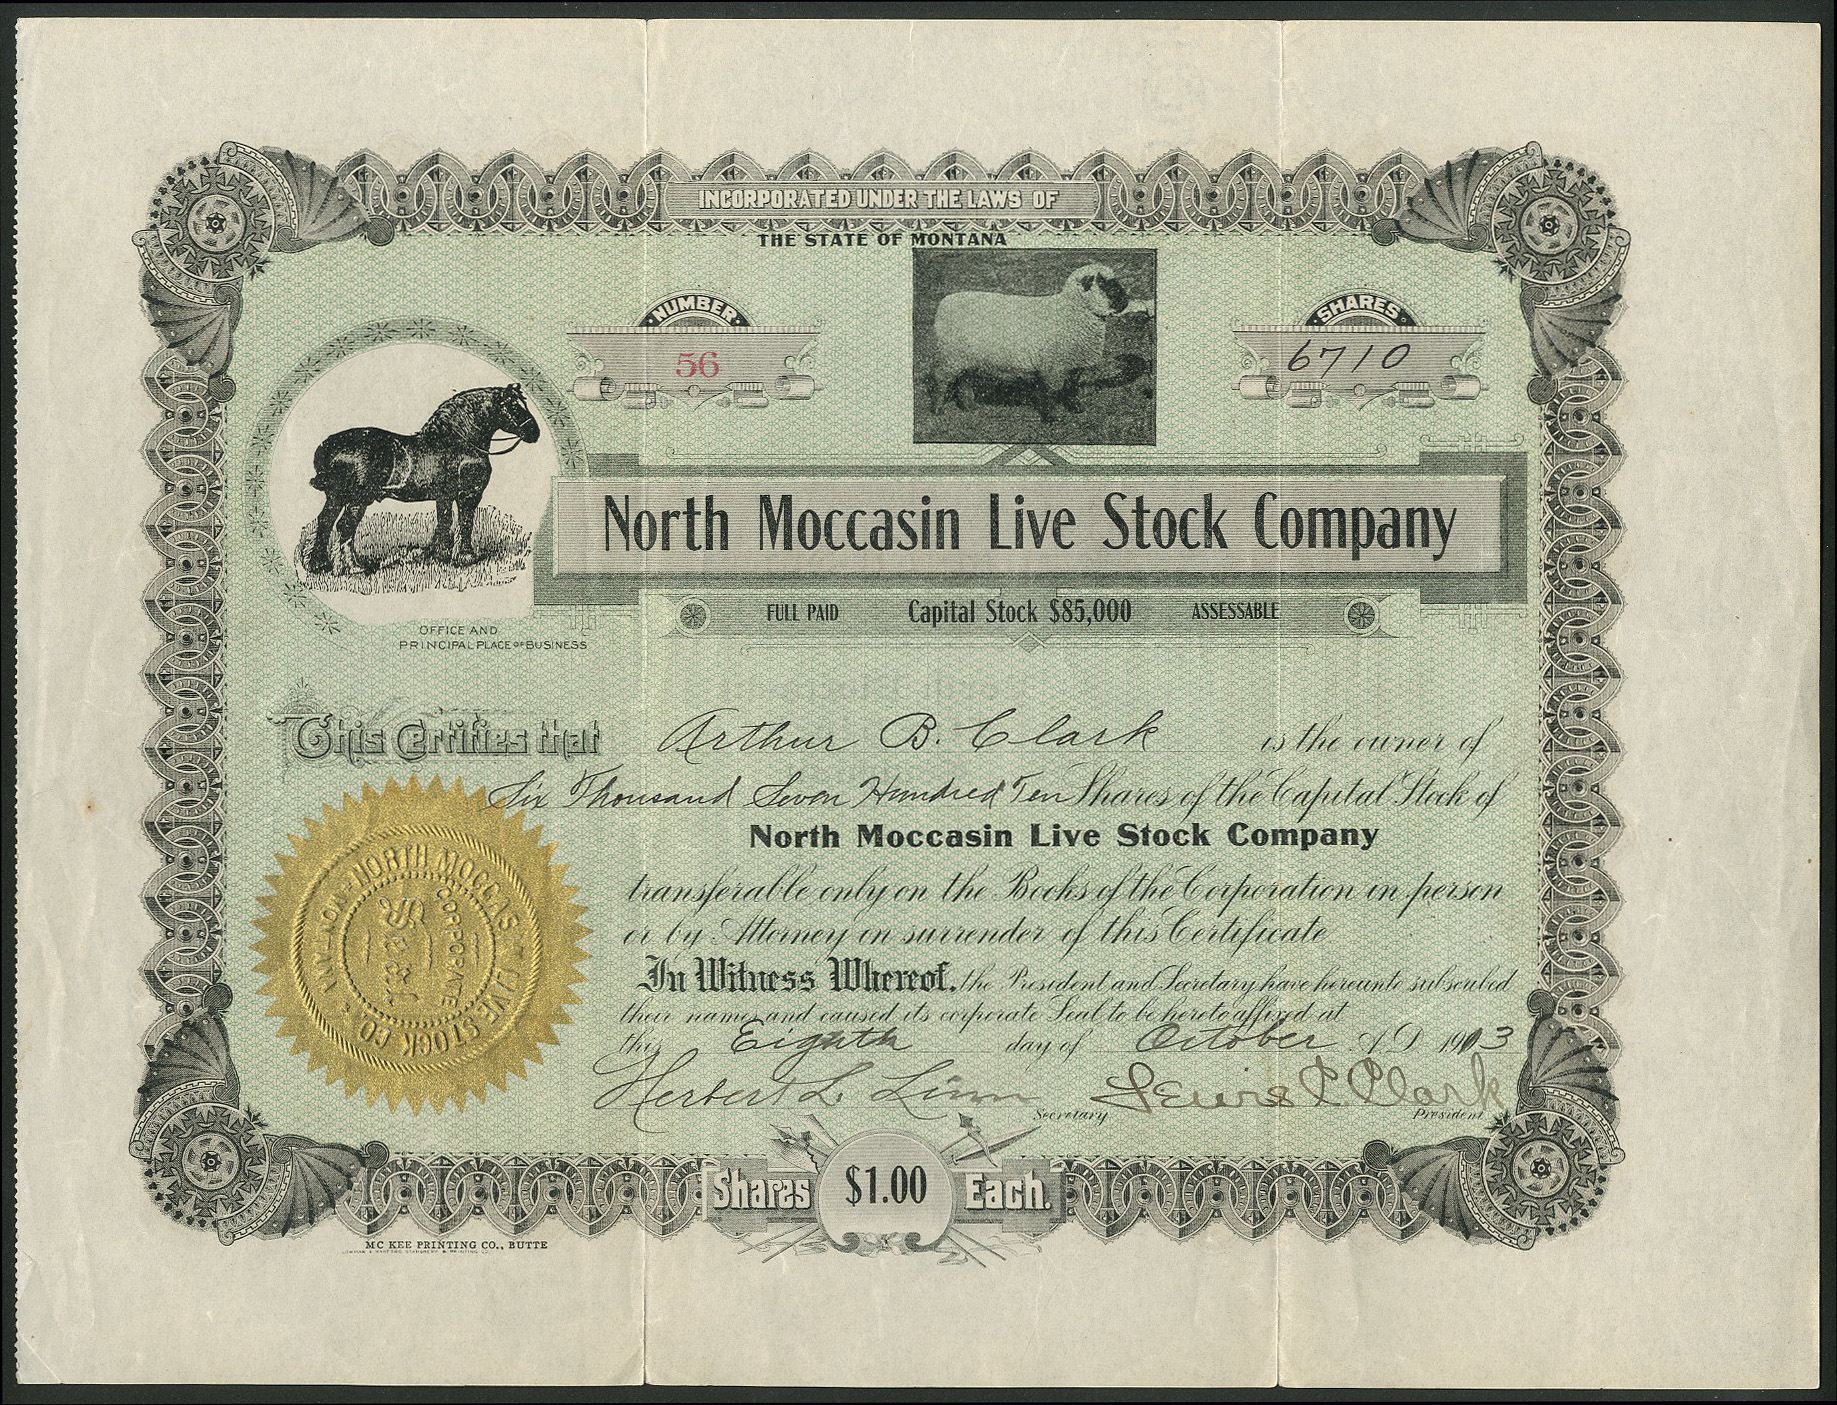 INCORPORATED UNDER THE LAWS OF
THE STATE OF MONTANA
NUMBER
56
SHARES
6710
North Moccasin Live Stock Company
FULL PAID Capital Stock $85,000 ASSESSABLE
OFFICE AND
PRINCIPAL PLACE OF BUSINESS
This Certifies that Arthur B. Clark is the owner of
Six Thousand Seven Hundred Ten Shares of the Capital Stock of
North Moccasin Live Stock Company
transferable only on the Books of the Corporation in person
or by Attorney on surrender of this Certificate
In Witness Whereof, the President and Secretary have hereunto subscribed
their names and caused its corporate Seal to be hereto affixed at
this Eighth day of October A.D. 1913
Herbert L. Linn Secretary Lewis P. Clark President
NORTH MOCCASIN LIVE STOCK CO.
CORPORATE
Seal
Shares $1.00 Each.
MC KEE PRINTING CO., BUTTE